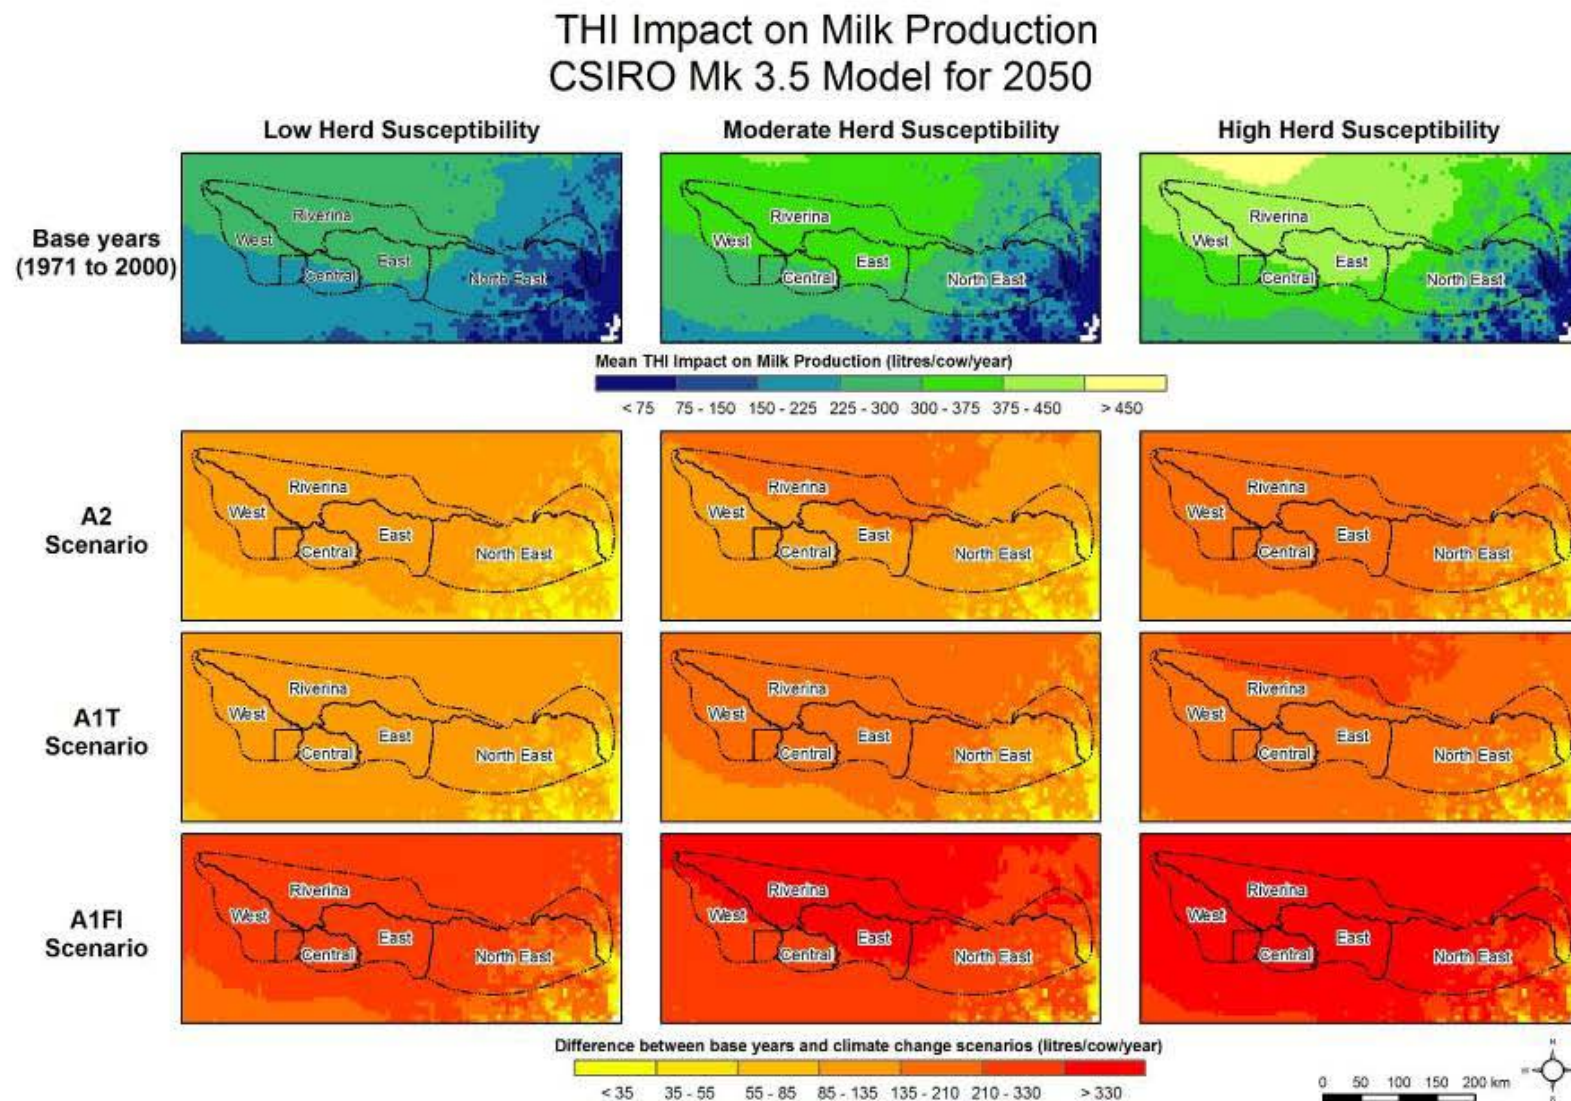 THI Impact on Milk Production
CSIRO Mk 3.5 Model for 2050
Low Herd Susceptibility Moderate Herd Susceptibility High Herd Susceptibility
Base years
(1971 to 2000)
Riverina Riverina Riverina
West West West
East East East
Central North East Central North East Central North East
Mean THI Impact on Milk Production (litres/cow/year)
< 75 75 - 150 150 - 225 225 - 300 300 - 375 375 - 450 > 450
A2
Scenario
Riverina Riverina Riverina
West West West
East East East
Central North East Central North East Central North East
A1T
Scenario
Riverina Riverina Riverina
West West West
East East East
Central North East Central North East Central North East
A1FI
Scenario
Riverina Riverina Riverina
West West West
East East East
Central North East Central North East Central North East
Difference between base years and climate change scenarios (litres/cow/year)
< 35 35 - 55 55 - 85 85 - 135 135 - 210 210 - 330 > 330
0 50 100 150 200 km